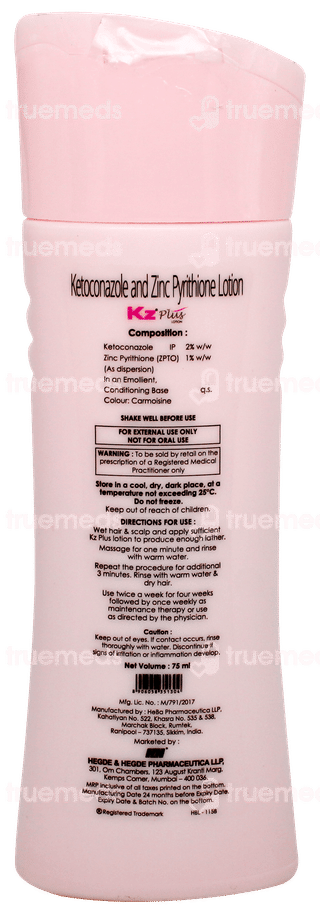 Ketoconazole and Zinc Pyrithione Lotion
Kz Plus
LOTION
Composition :
Ketoconazole IP 2% w/w
Zinc Pyrithione (ZPTO) 1% w/w
(As dispersion)
In an Emolient,
Conditioning Base q.s.
Colour: Carmoisine
SHAKE WELL BEFORE USE
FOR EXTERNAL USE ONLY
NOT FOR ORAL USE
WARNING : To be sold by retail on the
prescription of a Registered Medical
Practitioner only
Store in a cool, dry, dark place, at a
temperature not exceeding 25°C.
Do not freeze.
Keep out of reach of children.
DIRECTIONS FOR USE :
Wet hair & scalp and apply sufficient
Kz Plus lotion to produce enough lather.
Massage for one minute and rinse
with warm water.
Repeat the procedure for additional
3 minutes. Rinse with warm water &
dry hair.
Use twice a week for four weeks
followed by once weekly as
maintenance therapy or use
as directed by the physician.
Caution :
Keep out of eyes. If contact occurs, rinse
thoroughly with water. Discontinue if
signs of irritation or inflammation develop.
Net Volume : 75 ml
8 906058 551304
Mfg. Lic. No. : M/791/2017
Manufactured by : HeBa Pharmaceutica LLP.
Kahatiyan No. 522, Khasra No. 535 & 538,
Marchak Block, Rumtek,
Ranipool – 737135, Sikkim, India.
Marketed by :
HEGDE & HEGDE PHARMACEUTICA LLP.
301, Om Chambers, 123 August Kranti Marg,
Kemps Corner, Mumbai – 400 036.
MRP inclusive of all taxes printed on the bottom.
Manufacturing Date 24 months before Expiry Date.
Expiry Date & Batch No. on the bottom.
®Registered Trademark HBL - 1158
truemeds